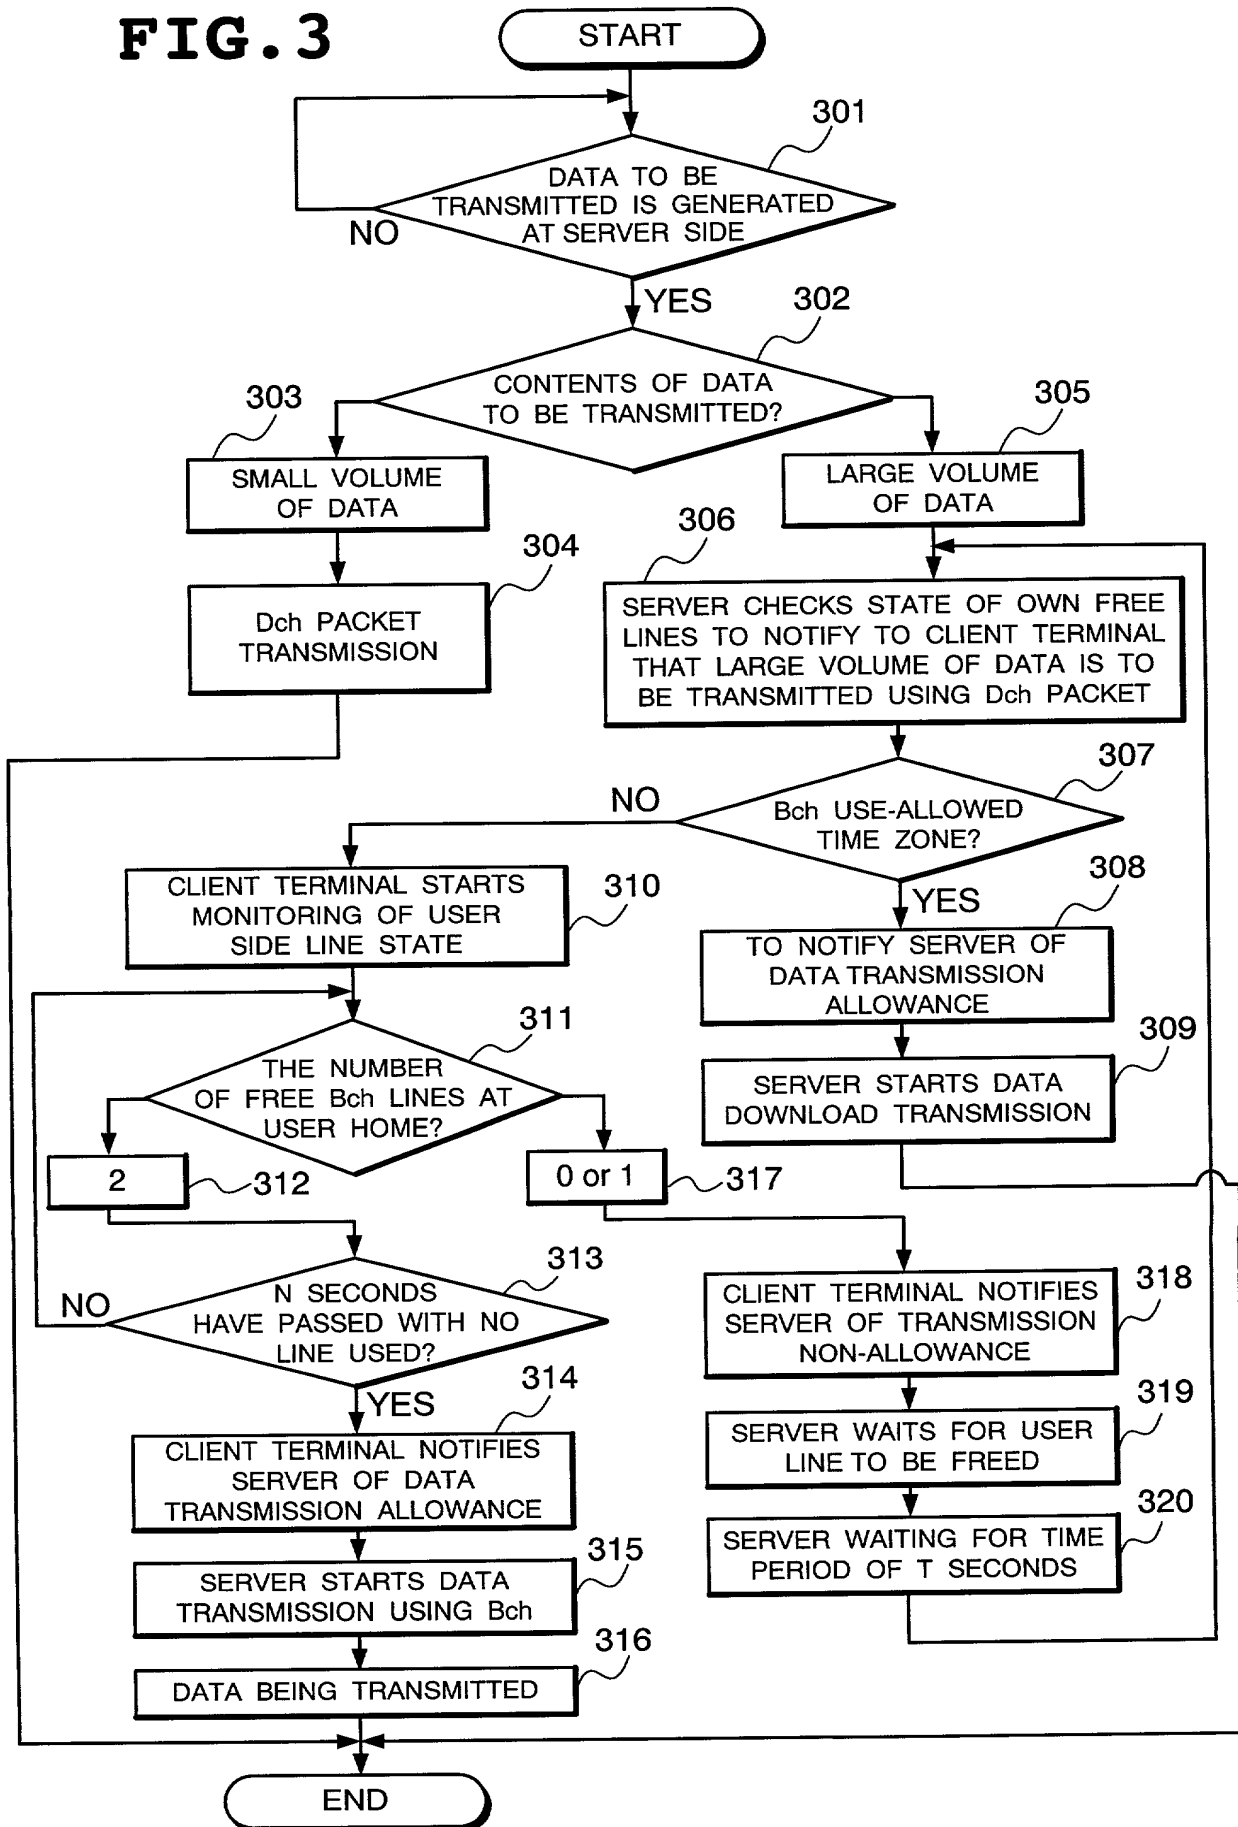 FIG.3
START
301
DATA TO BE
TRANSMITTED IS GENERATED
AT SERVER SIDE
NO
YES
302
CONTENTS OF DATA
TO BE TRANSMITTED?
303
SMALL VOLUME
OF DATA
304
Dch PACKET
TRANSMISSION
305
LARGE VOLUME
OF DATA
306
SERVER CHECKS STATE OF OWN FREE
LINES TO NOTIFY TO CLIENT TERMINAL
THAT LARGE VOLUME OF DATA IS TO
BE TRANSMITTED USING Dch PACKET
307
Bch USE-ALLOWED
TIME ZONE?
NO
YES
308
TO NOTIFY SERVER OF
DATA TRANSMISSION
ALLOWANCE
309
SERVER STARTS DATA
DOWNLOAD TRANSMISSION
310
CLIENT TERMINAL STARTS
MONITORING OF USER
SIDE LINE STATE
311
THE NUMBER
OF FREE Bch LINES AT
USER HOME?
2
312
0 or 1
317
313
N SECONDS
HAVE PASSED WITH NO
LINE USED?
NO
YES
314
CLIENT TERMINAL NOTIFIES
SERVER OF DATA
TRANSMISSION ALLOWANCE
315
SERVER STARTS DATA
TRANSMISSION USING Bch
316
DATA BEING TRANSMITTED
318
CLIENT TERMINAL NOTIFIES
SERVER OF TRANSMISSION
NON-ALLOWANCE
319
SERVER WAITS FOR USER
LINE TO BE FREED
320
SERVER WAITING FOR TIME
PERIOD OF T SECONDS
END